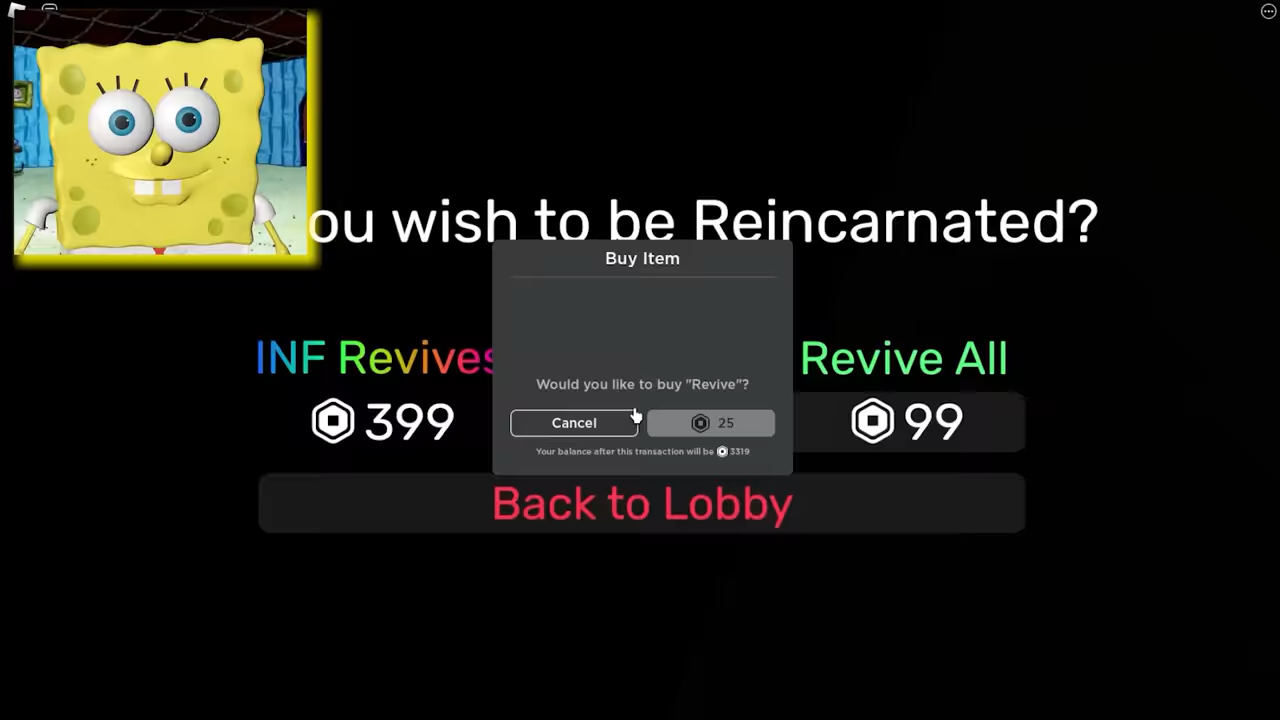 ou wish to be Reincarnated?
Buy Item
INF Revives
Revive All
Would you like to buy "Revive"?
399
Cancel
25
99
Your balance after this transaction will be 3319
Back to Lobby